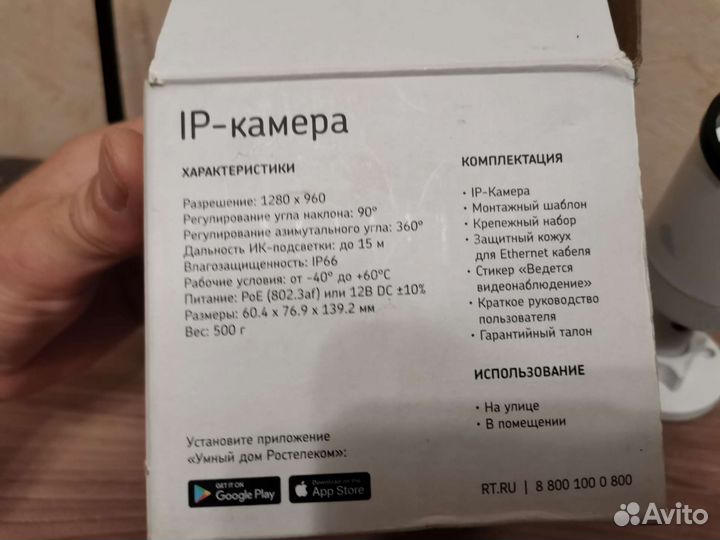 IP-камера
ХАРАКТЕРИСТИКИ
Разрешение: 1280 x 960
Регулирование угла наклона: 90°
Регулирование азимутального угла: 360°
Дальность ИК-подсветки: до 15 м
Влагозащищенность: IP66
Рабочие условия: от -40° до +60°C
Питание: PoE (802.3af) или 12В DC ±10%
Размеры: 60.4 x 76.9 x 139.2 мм
Вес: 500 г
КОМПЛЕКТАЦИЯ
• IP-Камера
• Монтажный шаблон
• Крепежный набор
• Защитный кожух
для Ethernet кабеля
• Стикер «Ведется
видеонаблюдение»
• Краткое руководство
пользователя
• Гарантийный талон
ИСПОЛЬЗОВАНИЕ
• На улице
• В помещении
Установите приложение
«Умный дом Ростелеком»:
GET IT ON
Google Play
Download on the
App Store
RT.RU | 8 800 100 0 800
Avito